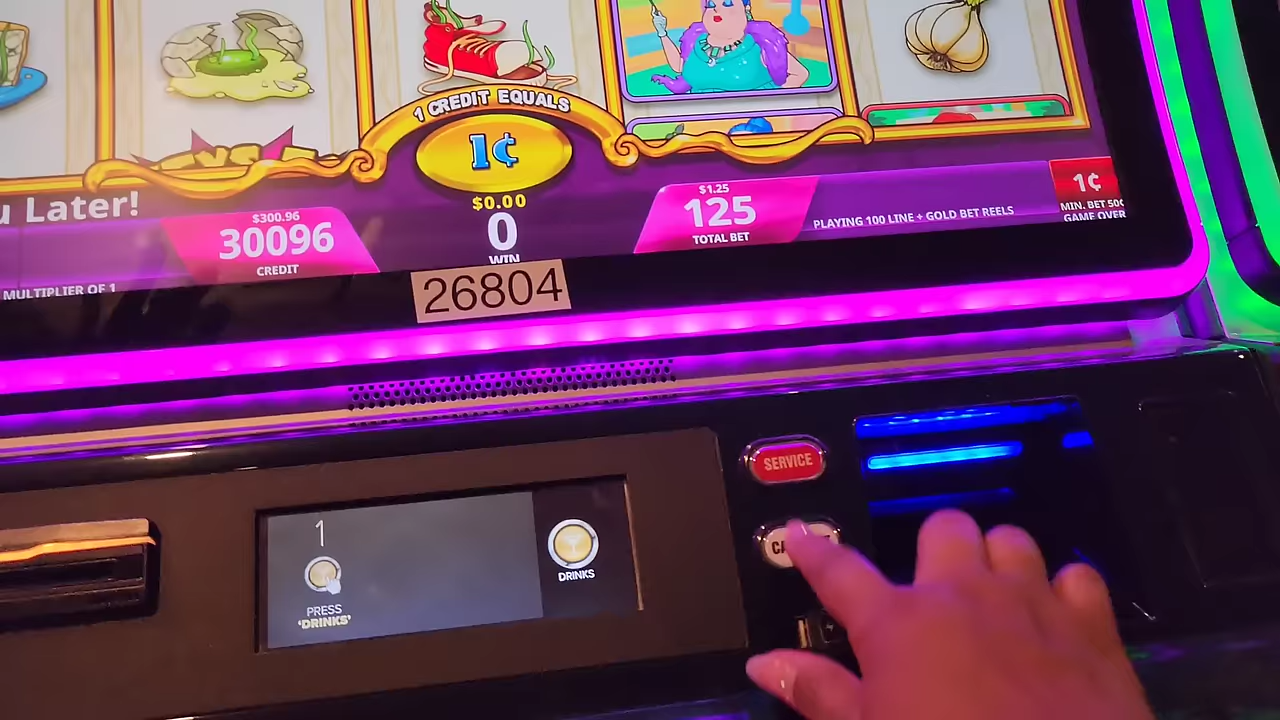 1 CREDIT EQUALS
1¢
u Later!
$300.96
30096
CREDIT
$0.00
0
WIN
$1.25
125
TOTAL BET
PLAYING 100 LINE + GOLD BET REELS
1¢
MIN. BET 50¢
GAME OVER
MULTIPLIER OF 1
26804
SERVICE
CA
1
PRESS
'DRINKS'
DRINKS